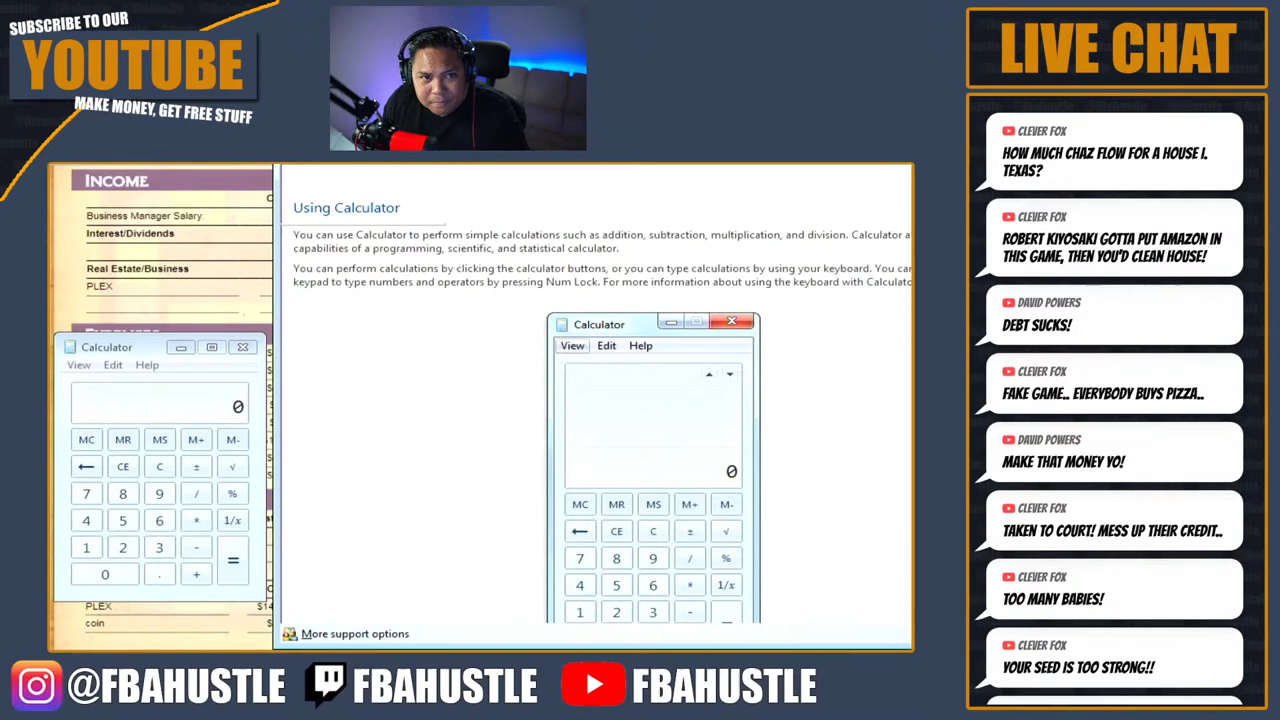 SUBSCRIBE TO OUR
YOUTUBE
MAKE MONEY, GET FREE STUFF
INCOME
Business Manager Salary:
Interest/Dividends
Real Estate/Business
PLEX
Calculator
View Edit Help
0
MC MR MS M+ M-
← CE C ± √
7 8 9 / %
4 5 6 * 1/x
1 2 3 - =
0 . +
PLEX $14
coin
Using Calculator
You can use Calculator to perform simple calculations such as addition, subtraction, multiplication, and division. Calculator a
capabilities of a programming, scientific, and statistical calculator.
You can perform calculations by clicking the calculator buttons, or you can type calculations by using your keyboard. You can
keypad to type numbers and operators by pressing Num Lock. For more information about using the keyboard with Calculato
Calculator
View Edit Help
0
MC MR MS M+ M-
← CE C ± √
7 8 9 / %
4 5 6 * 1/x
1 2 3 -
More support options
LIVE CHAT
CLEVER FOX
HOW MUCH CHAZ FLOW FOR A HOUSE I.
TEXAS?
CLEVER FOX
ROBERT KIYOSAKI GOTTA PUT AMAZON IN
THIS GAME, THEN YOU'D CLEAN HOUSE!
DAVID POWERS
DEBT SUCKS!
CLEVER FOX
FAKE GAME.. EVERYBODY BUYS PIZZA..
DAVID POWERS
MAKE THAT MONEY YO!
CLEVER FOX
TAKEN TO COURT! MESS UP THEIR CREDIT..
CLEVER FOX
TOO MANY BABIES!
CLEVER FOX
YOUR SEED IS TOO STRONG!!
@FBAHUSTLE
FBAHUSTLE
FBAHUSTLE